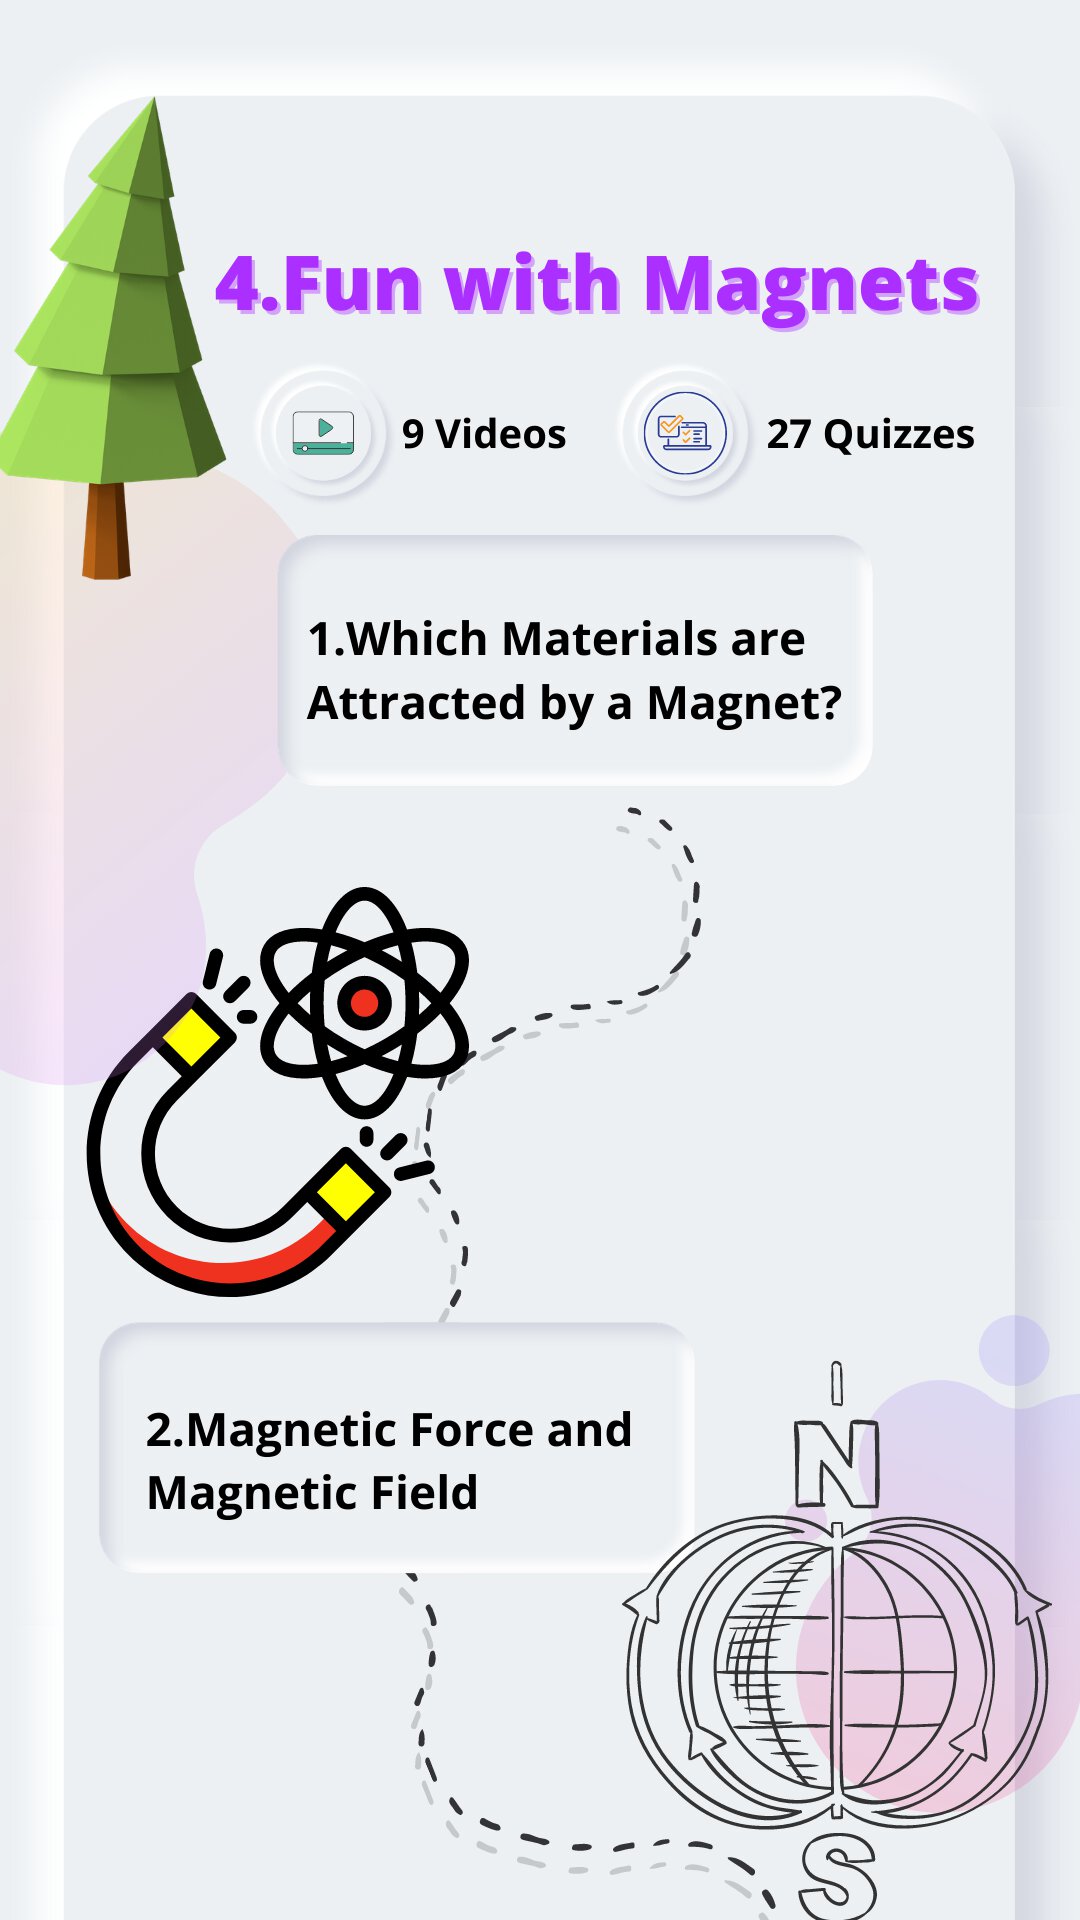 4.Fun with Magnets
9 Videos
27 Quizzes
1.Which Materials are
Attracted by a Magnet?
2.Magnetic Force and
Magnetic Field
N
S